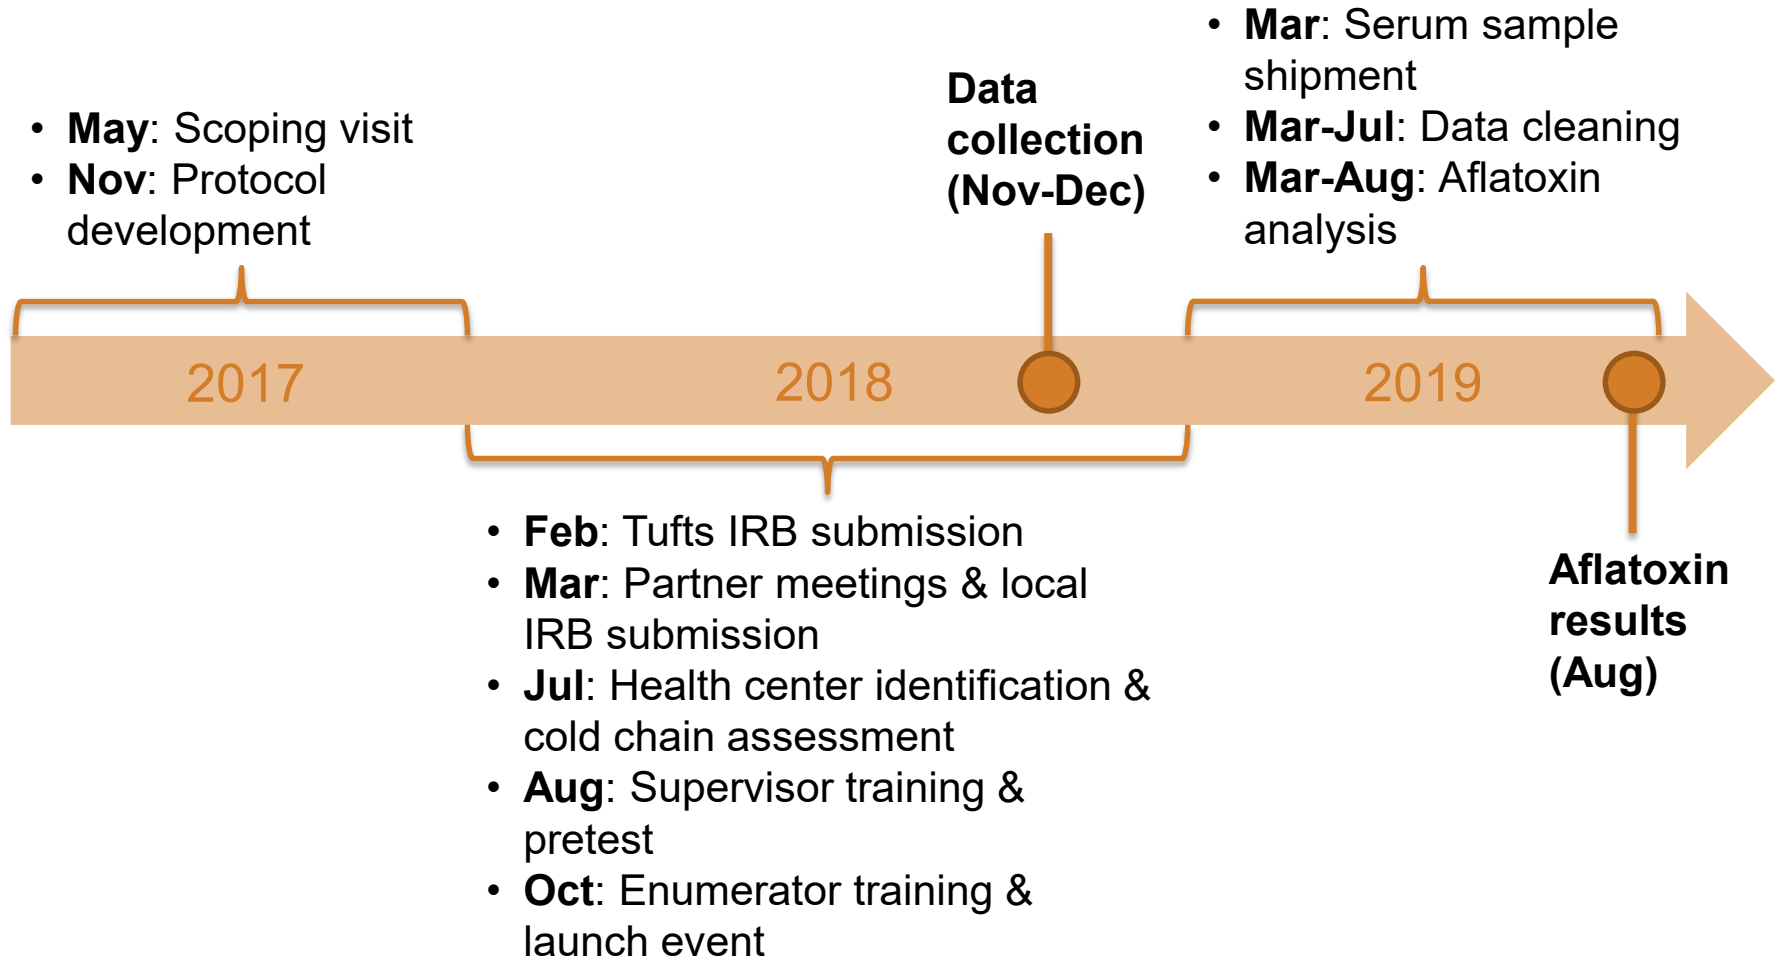 • May: Scoping visit
• Nov: Protocol
development
Data
collection
(Nov-Dec)
• Mar: Serum sample
shipment
• Mar-Jul: Data cleaning
• Mar-Aug: Aflatoxin
analysis
2017
2018
2019
• Feb: Tufts IRB submission
• Mar: Partner meetings & local
IRB submission
• Jul: Health center identification &
cold chain assessment
• Aug: Supervisor training &
pretest
• Oct: Enumerator training &
launch event
Aflatoxin
results
(Aug)